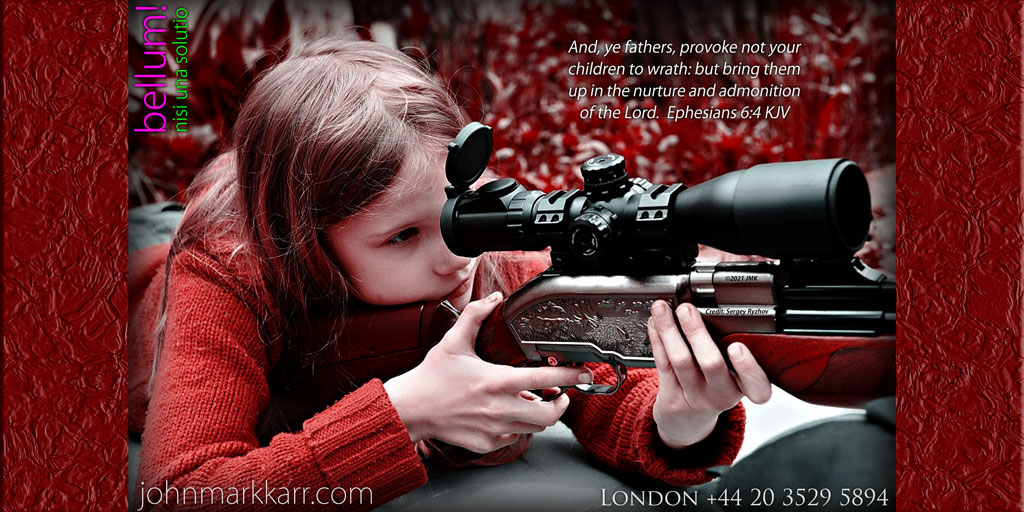 bellum!
nisi una solutio
And, ye fathers, provoke not your
children to wrath: but bring them
up in the nurture and admonition
of the Lord.  Ephesians 6:4 KJV
©2021 JMK
Credit: Sergey Ryzhov
johnmarkkarr.com
LONDON +44 20 3529 5894